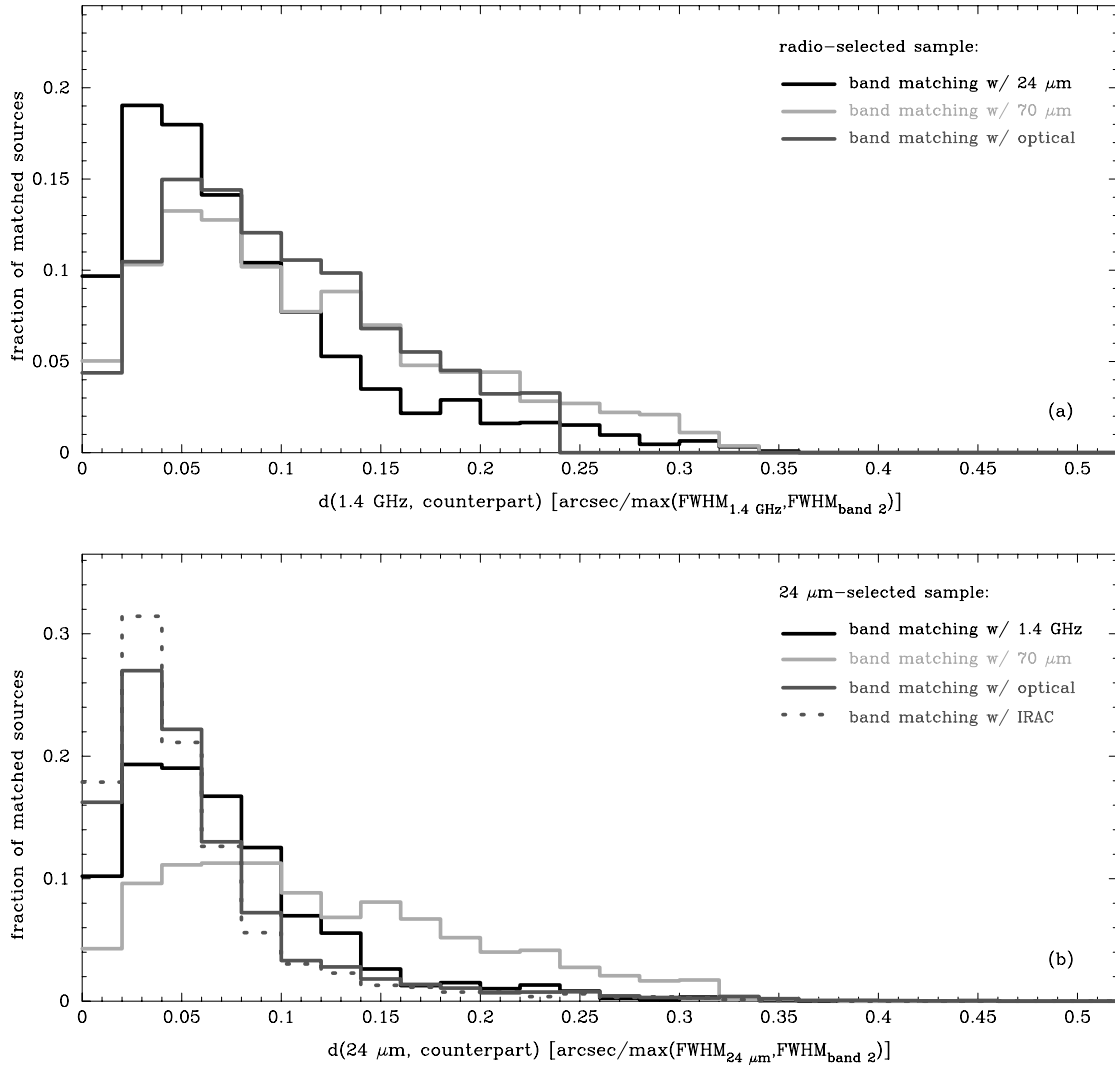 radio-selected sample:
band matching w/ 24 μm
band matching w/ 70 μm
band matching w/ optical
fraction of matched sources
0.2
0.15
0.1
0.05
0
(a)
0 0.05 0.1 0.15 0.2 0.25 0.3 0.35 0.4 0.45 0.5
d(1.4 GHz, counterpart) [arcsec/max(FWHM1.4 GHz,FWHMband 2)]
24 μm-selected sample:
band matching w/ 1.4 GHz
band matching w/ 70 μm
band matching w/ optical
band matching w/ IRAC
fraction of matched sources
0.3
0.2
0.1
0
(b)
0 0.05 0.1 0.15 0.2 0.25 0.3 0.35 0.4 0.45 0.5
d(24 μm, counterpart) [arcsec/max(FWHM24 μm,FWHMband 2)]